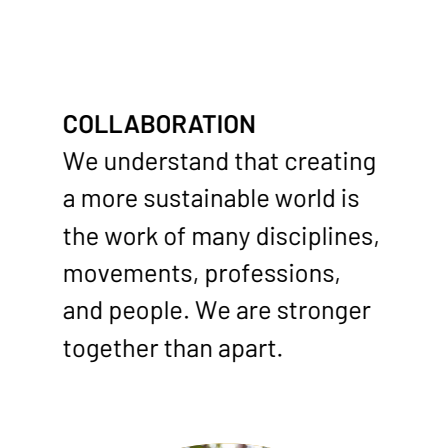 COLLABORATION
We understand that creating
a more sustainable world is
the work of many disciplines,
movements, professions,
and people. We are stronger
together than apart.